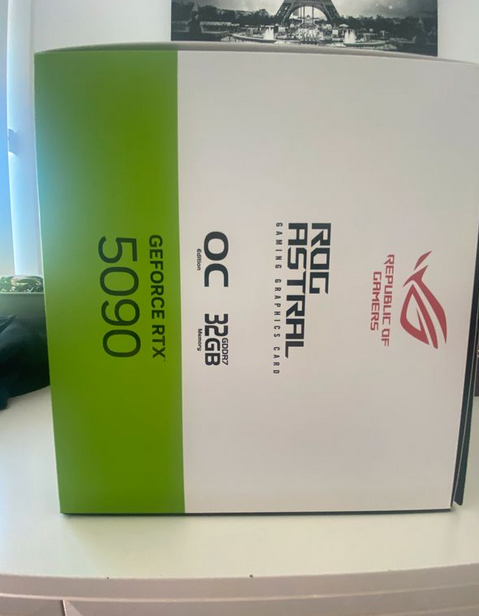 REPUBLIC OF
GAMERS
ROG
ASTRAL
GAMING GRAPHICS CARD
OC
Edition
32GB
GDDR7
Memory
GEFORCE RTX
5090